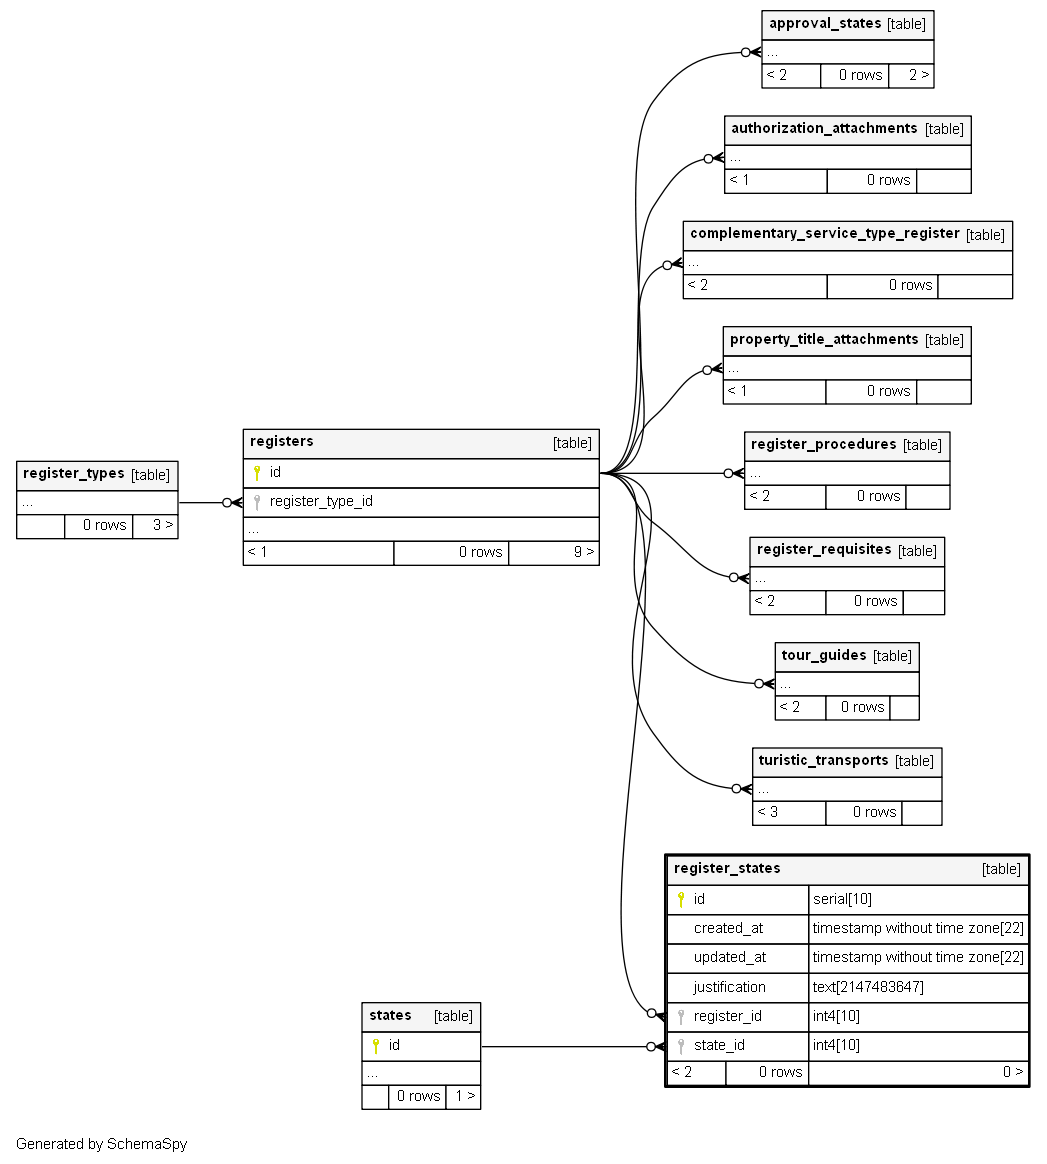 approval_states [table]
...
< 2 0 rows 2 >
authorization_attachments [table]
...
< 1 0 rows
complementary_service_type_register [table]
...
< 2 0 rows
property_title_attachments [table]
...
< 1 0 rows
registers [table]
id
register_type_id
...
< 1 0 rows 9 >
register_types [table]
...
0 rows 3 >
register_procedures [table]
...
< 2 0 rows
register_requisites [table]
...
< 2 0 rows
tour_guides [table]
...
< 2 0 rows
turistic_transports [table]
...
< 3 0 rows
register_states [table]
id serial[10]
created_at timestamp without time zone[22]
updated_at timestamp without time zone[22]
justification text[2147483647]
register_id int4[10]
state_id int4[10]
< 2 0 rows 0 >
states [table]
id
...
0 rows 1 >
Generated by SchemaSpy